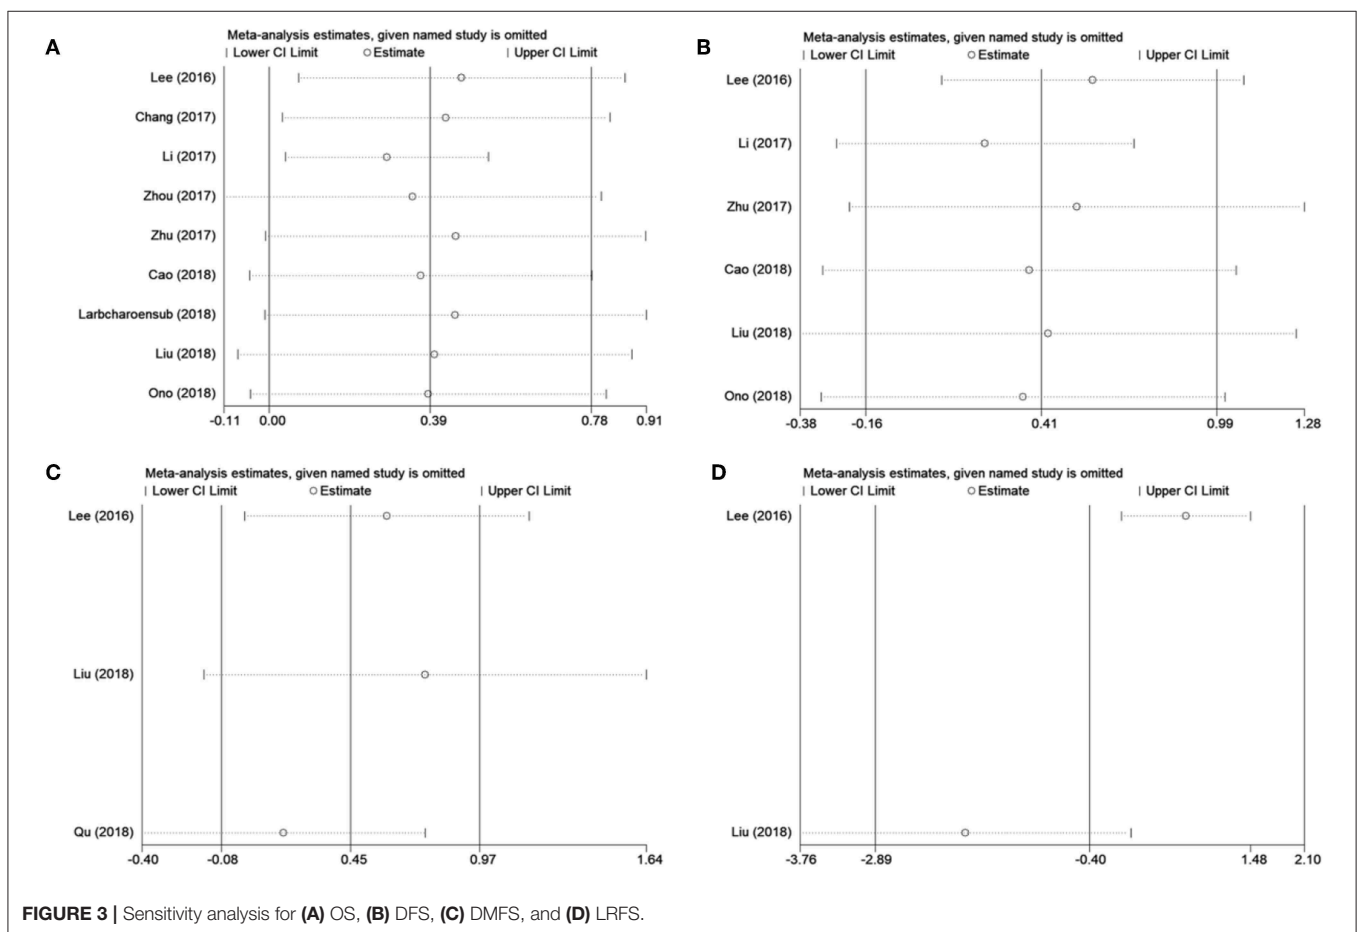 A
Meta-analysis estimates, given named study is omitted
| Lower CI Limit ○ Estimate | Upper CI Limit
Lee (2016)
Chang (2017)
Li (2017)
Zhou (2017)
Zhu (2017)
Cao (2018)
Larbcharoensub (2018)
Liu (2018)
Ono (2018)
-0.11 0.00 0.39 0.78 0.91
B
Meta-analysis estimates, given named study is omitted
| Lower CI Limit ○ Estimate | Upper CI Limit
Lee (2016)
Li (2017)
Zhu (2017)
Cao (2018)
Liu (2018)
Ono (2018)
-0.38 -0.16 0.41 0.99 1.28
C
Meta-analysis estimates, given named study is omitted
| Lower CI Limit ○ Estimate | Upper CI Limit
Lee (2016)
Liu (2018)
Qu (2018)
-0.40 -0.08 0.45 0.97 1.64
D
Meta-analysis estimates, given named study is omitted
| Lower CI Limit ○ Estimate | Upper CI Limit
Lee (2016)
Liu (2018)
-3.76 -2.89 -0.40 1.48 2.10
FIGURE 3 | Sensitivity analysis for (A) OS, (B) DFS, (C) DMFS, and (D) LRFS.